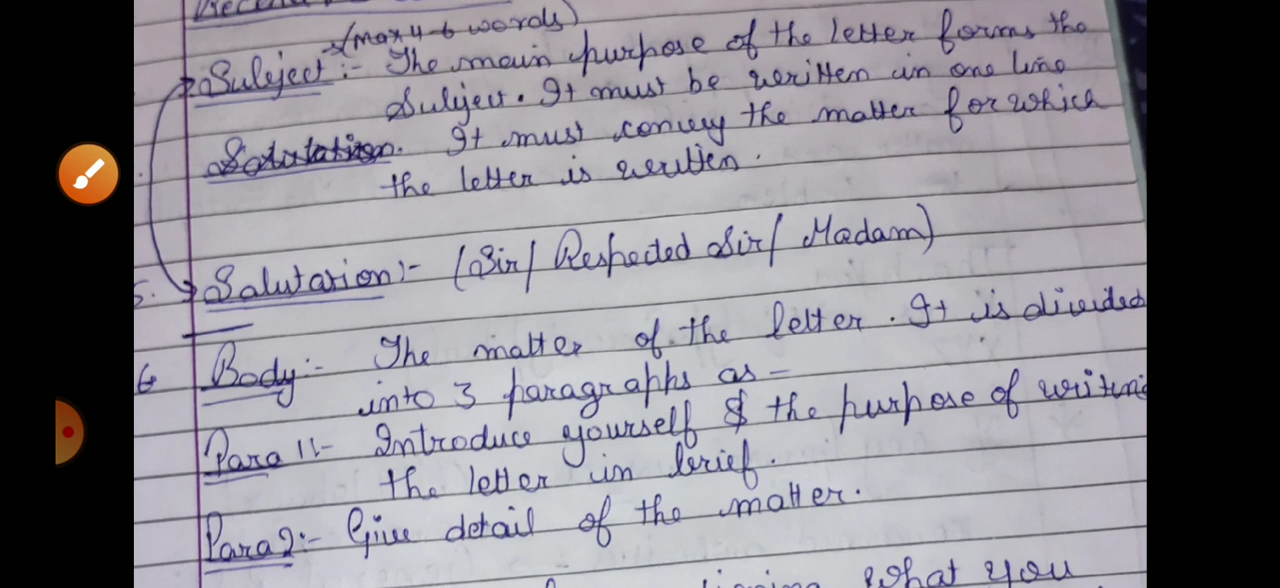 (max 4-6 words)
Subject :- The main purpose of the letter forms the
Subject. It must be written in one line
Salutation. It must convey the matter for which
the letter is written.
5. Salutation:- (Sir/ Respected Sir/ Madam)
6 Body:- The matter of the letter. It is divided
into 3 paragraphs as -
Para 1:- Introduce yourself & the purpose of writing
the letter in brief.
Para 2:- Give detail of the matter.
what you